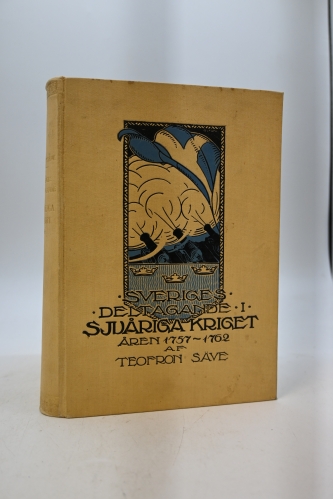 · SVERIGES ·
· DELTAGANDE · I ·
SJUÅRIGA KRIGET
ÅREN 1757~1762
AF
TEOFRON SÄVE